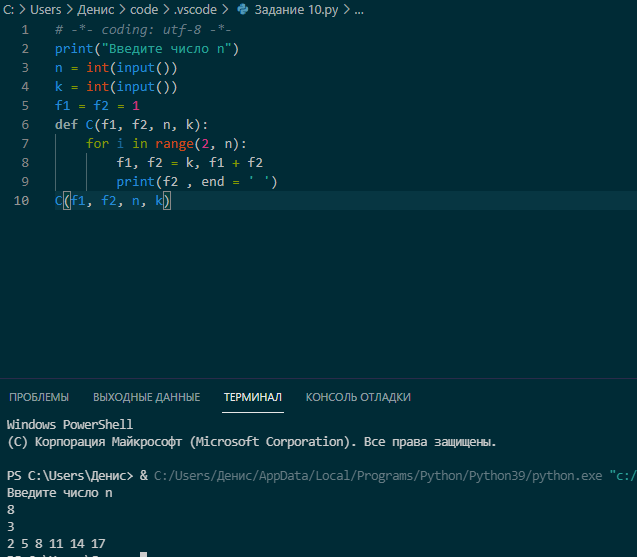 C: > Users > Денис > code > .vscode > Задание 10.py > ...
1 # -*- coding: utf-8 -*-
2 print("Введите число n")
3 n = int(input())
4 k = int(input())
5 f1 = f2 = 1
6 def C(f1, f2, n, k):
7 for i in range(2, n):
8 f1, f2 = k, f1 + f2
9 print(f2 , end = ' ')
10 C(f1, f2, n, k)
ПРОБЛЕМЫ ВЫХОДНЫЕ ДАННЫЕ ТЕРМИНАЛ КОНСОЛЬ ОТЛАДКИ
Windows PowerShell
(C) Корпорация Майкрософт (Microsoft Corporation). Все права защищены.
PS C:\Users\Денис> & C:/Users/Денис/AppData/Local/Programs/Python/Python39/python.exe "c:/
Введите число n
8
3
2 5 8 11 14 17